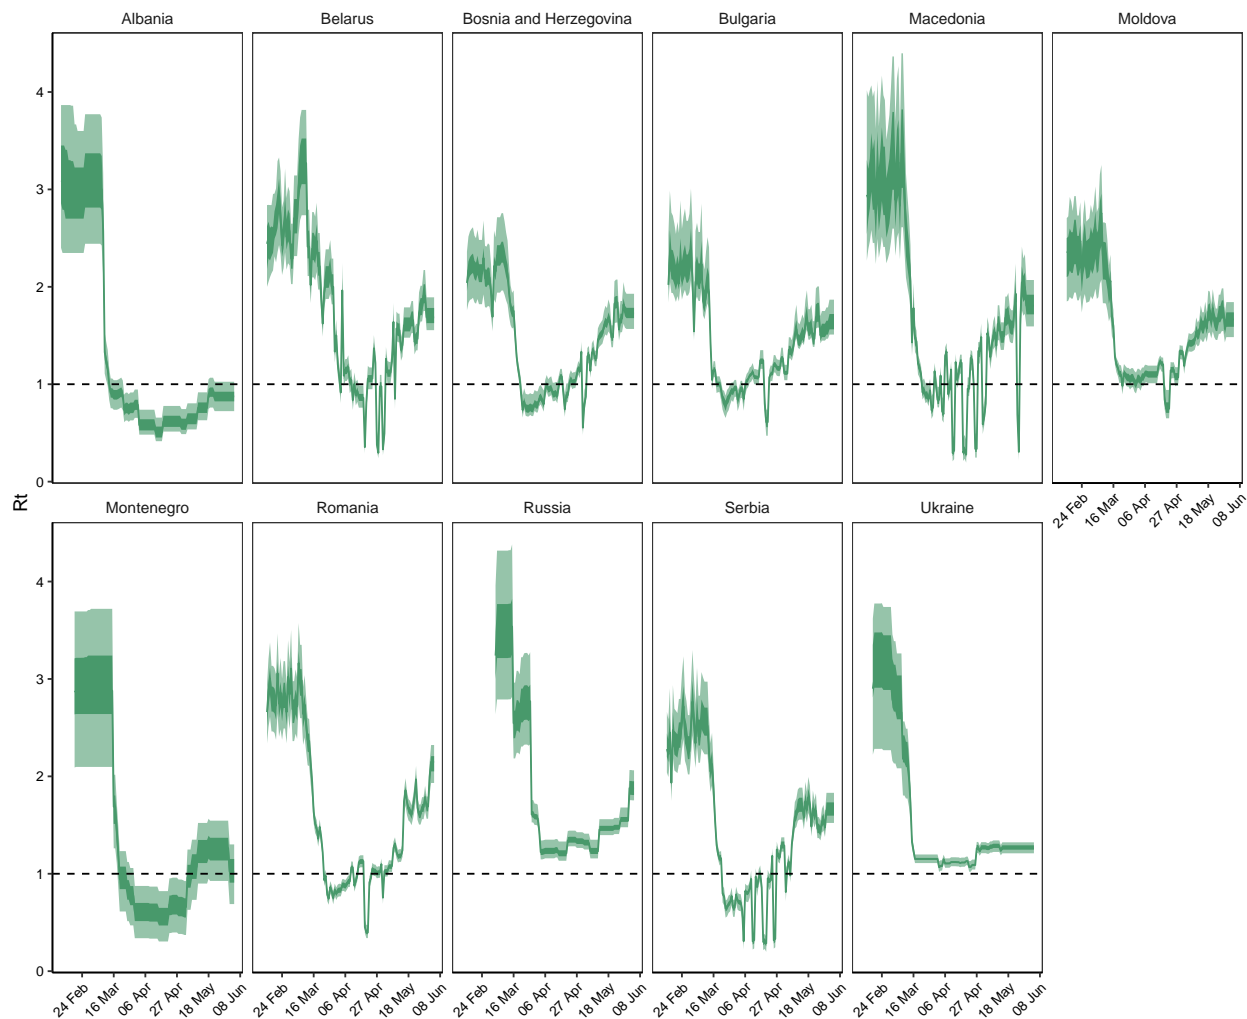 Albania Belarus Bosnia and Herzegovina Bulgaria Macedonia Moldova
4
3
2
1
0
24 Feb 16 Mar 06 Apr 27 Apr 18 May 08 Jun
Rt
Montenegro Romania Russia Serbia Ukraine
4
3
2
1
0
24 Feb 16 Mar 06 Apr 27 Apr 18 May 08 Jun 24 Feb 16 Mar 06 Apr 27 Apr 18 May 08 Jun 24 Feb 16 Mar 06 Apr 27 Apr 18 May 08 Jun 24 Feb 16 Mar 06 Apr 27 Apr 18 May 08 Jun 24 Feb 16 Mar 06 Apr 27 Apr 18 May 08 Jun